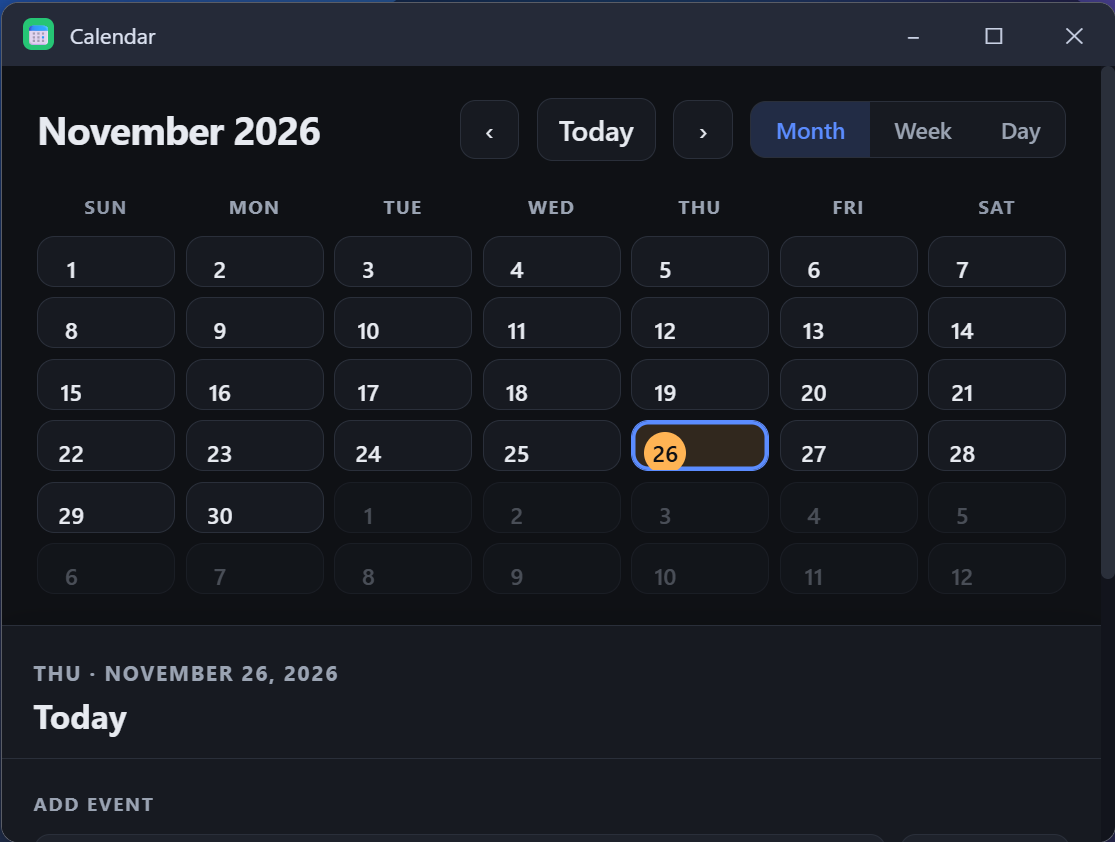 Calendar
November 2026 ‹ Today › Month Week Day
SUN MON TUE WED THU FRI SAT
1 2 3 4 5 6 7
8 9 10 11 12 13 14
15 16 17 18 19 20 21
22 23 24 25 26 27 28
29 30 1 2 3 4 5
6 7 8 9 10 11 12
THU · NOVEMBER 26, 2026
Today
ADD EVENT